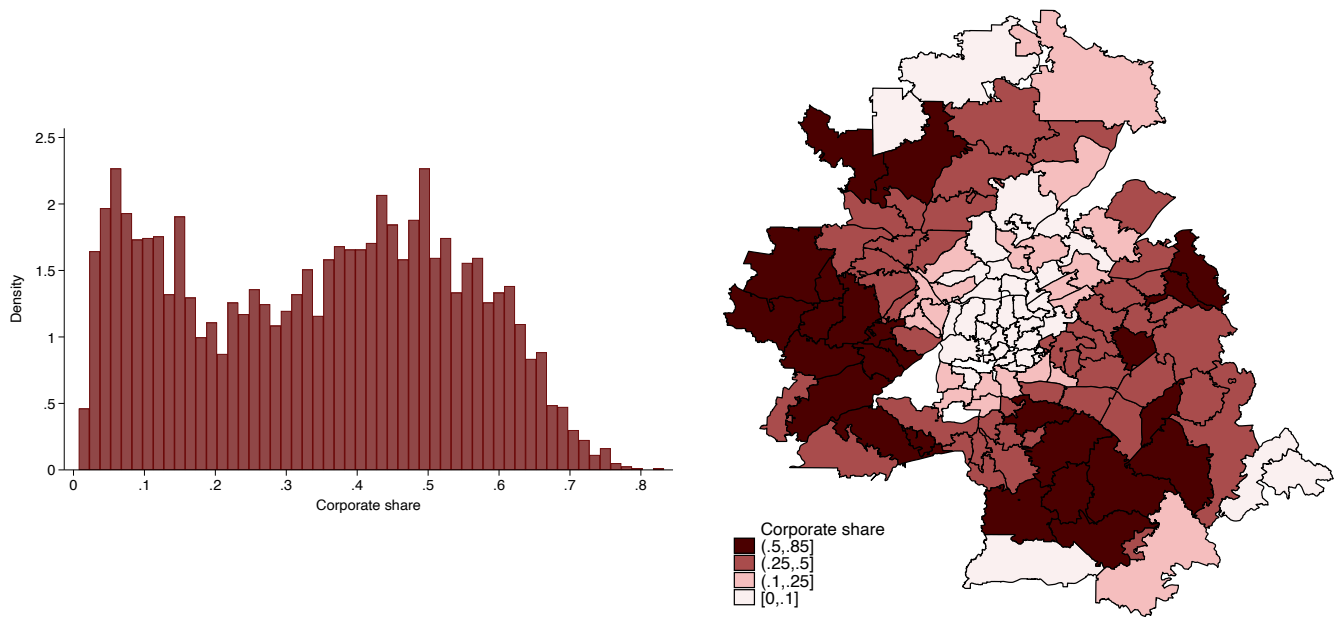 2.5
2
1.5
1
.5
0
Density
0 .1 .2 .3 .4 .5 .6 .7 .8
Corporate share
Corporate share
(.5,.85]
(.25,.5]
(.1,.25]
[0,.1]